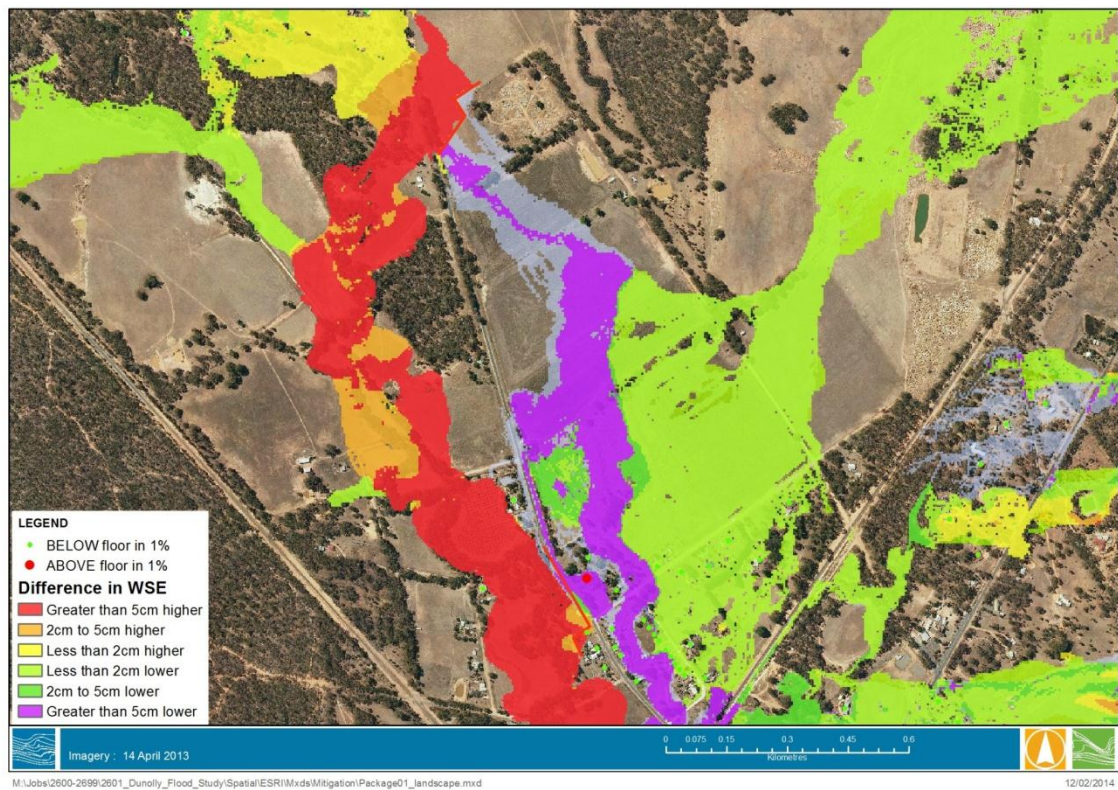 LEGEND
BELOW floor in 1%
ABOVE floor in 1%
Difference in WSE
Greater than 5cm higher
2cm to 5cm higher
Less than 2cm higher
Less than 2cm lower
2cm to 5cm lower
Greater than 5cm lower
Imagery : 14 April 2013
0 0.075 0.15 0.3 0.45 0.6
Kilometres
M:\Jobs\2600-2699\2601_Dunolly_Flood_Study\Spatial\ESRI\Mxds\Mitigation\Package01_landscape.mxd
12/02/2014